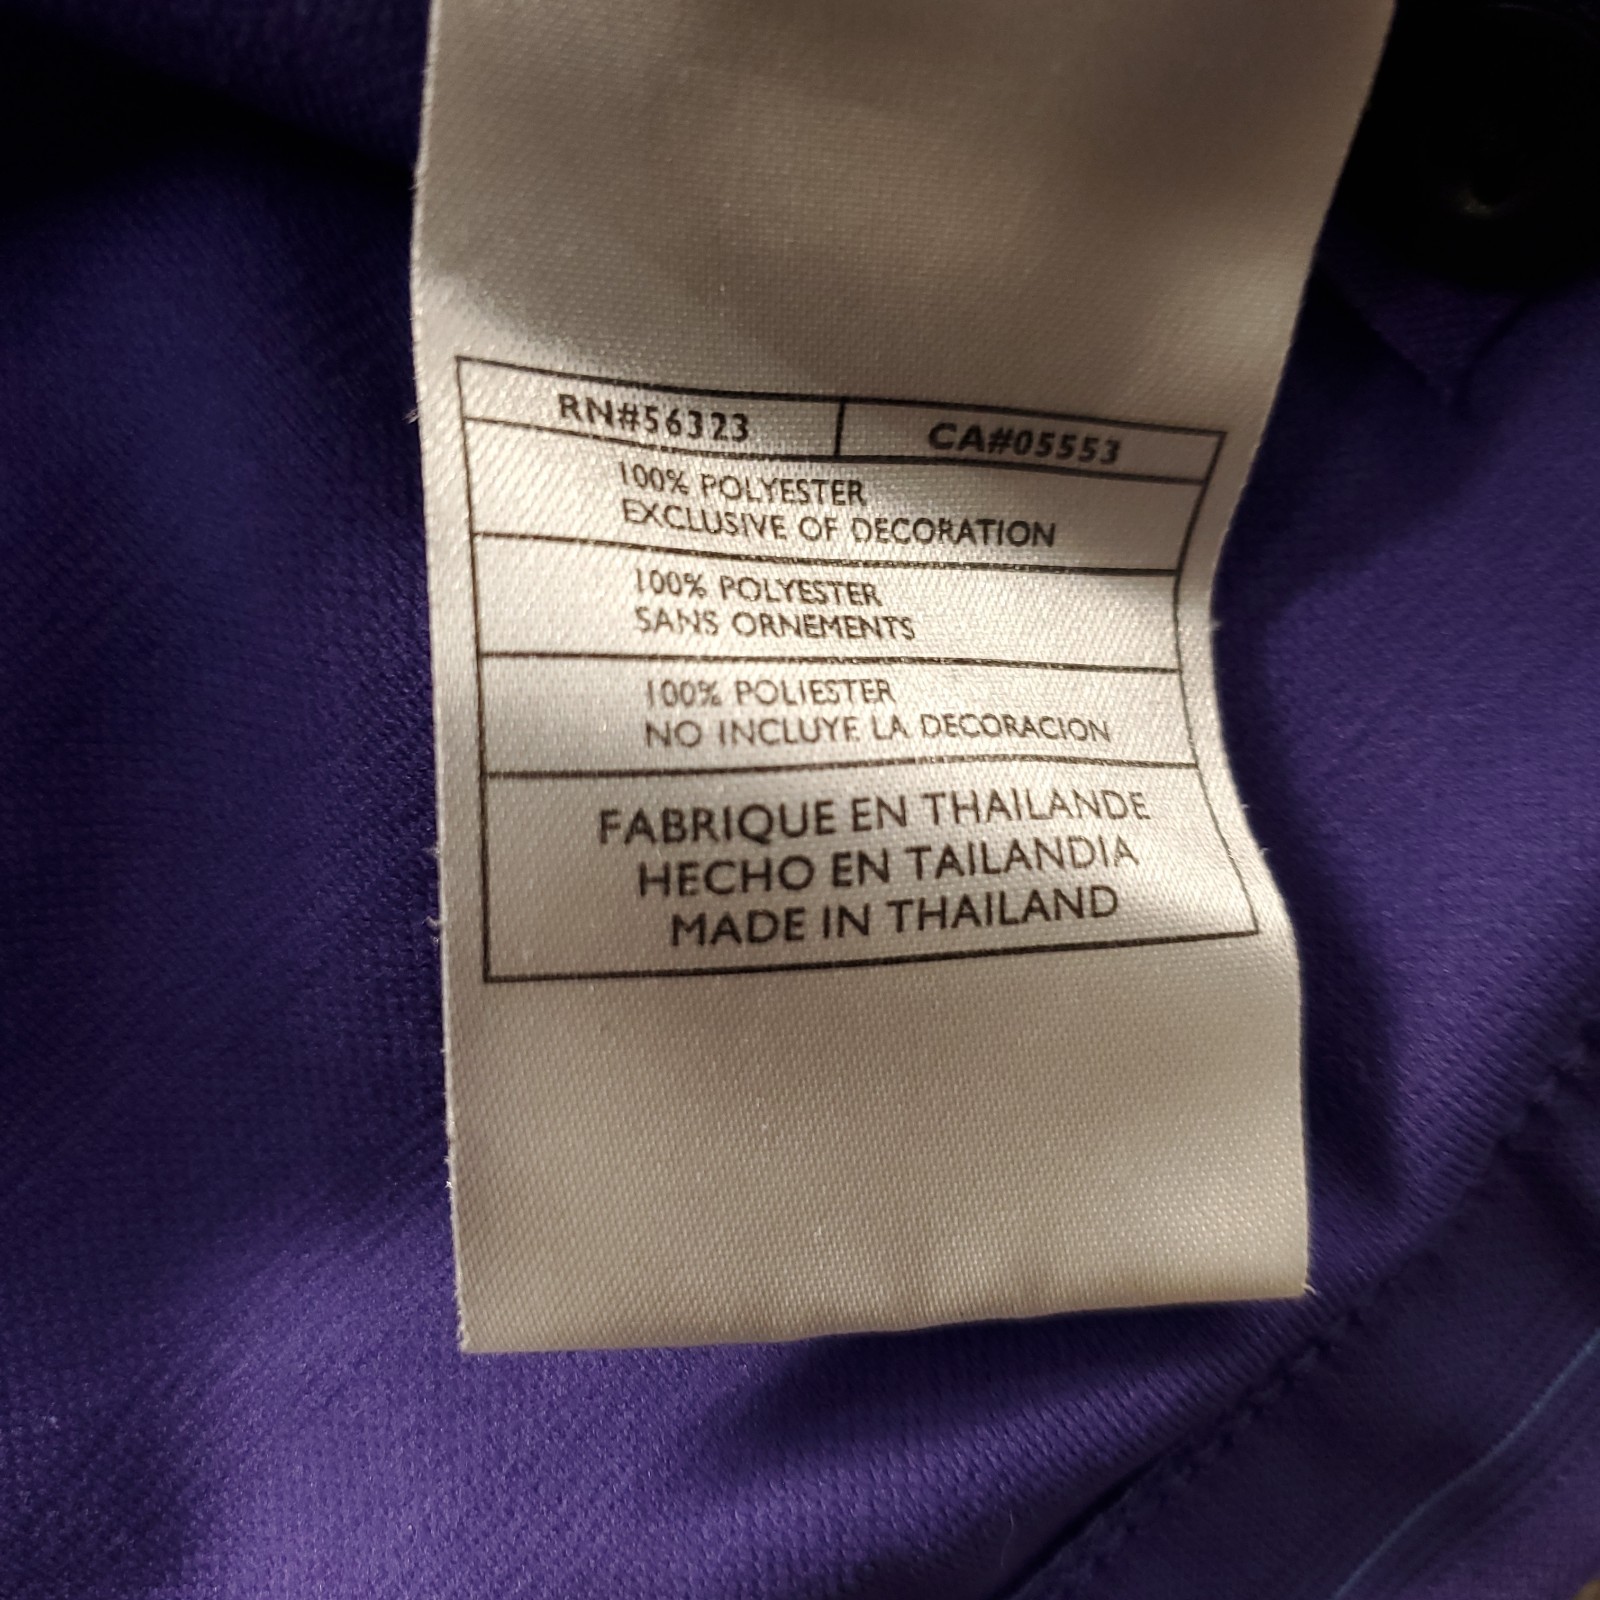 RN#56323 CA#05553
100% POLYESTER
EXCLUSIVE OF DECORATION
100% POLYESTER
SANS ORNEMENTS
100% POLIESTER
NO INCLUYE LA DECORACION
FABRIQUE EN THAILANDE
HECHO EN TAILANDIA
MADE IN THAILAND